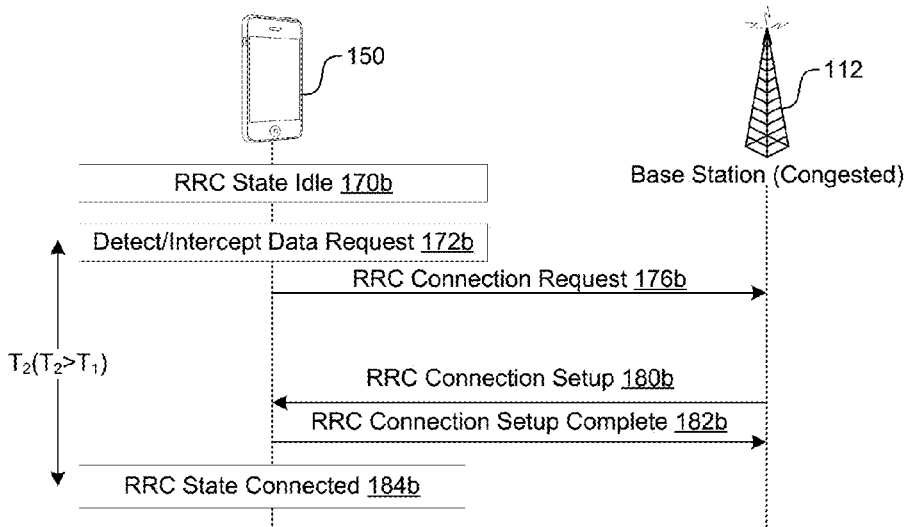 150
112
RRC State Idle 170b
Base Station (Congested)
Detect/Intercept Data Request 172b
RRC Connection Request 176b
T2(T2>T1)
RRC Connection Setup 180b
RRC Connection Setup Complete 182b
RRC State Connected 184b